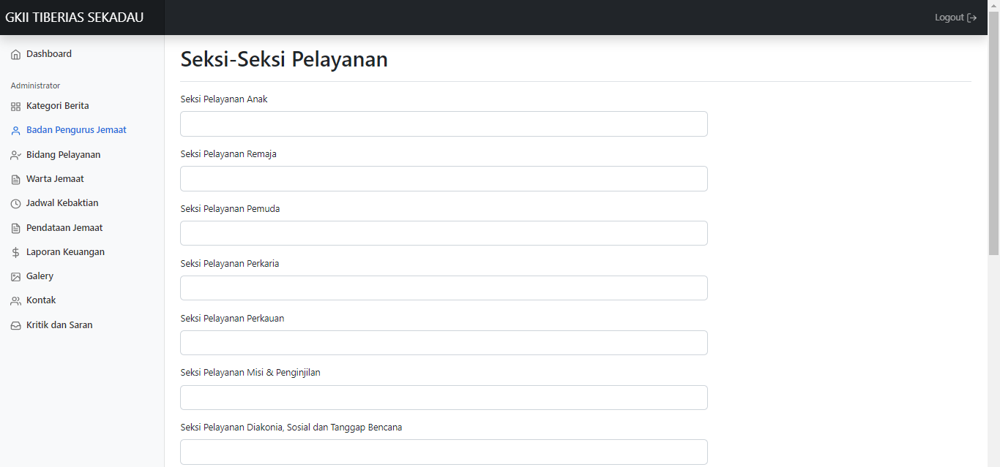 GKII TIBERIAS SEKADAU
Logout
Dashboard
Administrator
Kategori Berita
Badan Pengurus Jemaat
Bidang Pelayanan
Warta Jemaat
Jadwal Kebaktian
Pendataan Jemaat
Laporan Keuangan
Galery
Kontak
Kritik dan Saran
Seksi-Seksi Pelayanan
Seksi Pelayanan Anak
Seksi Pelayanan Remaja
Seksi Pelayanan Pemuda
Seksi Pelayanan Perkaria
Seksi Pelayanan Perkauan
Seksi Pelayanan Misi & Penginjilan
Seksi Pelayanan Diakonia, Sosial dan Tanggap Bencana